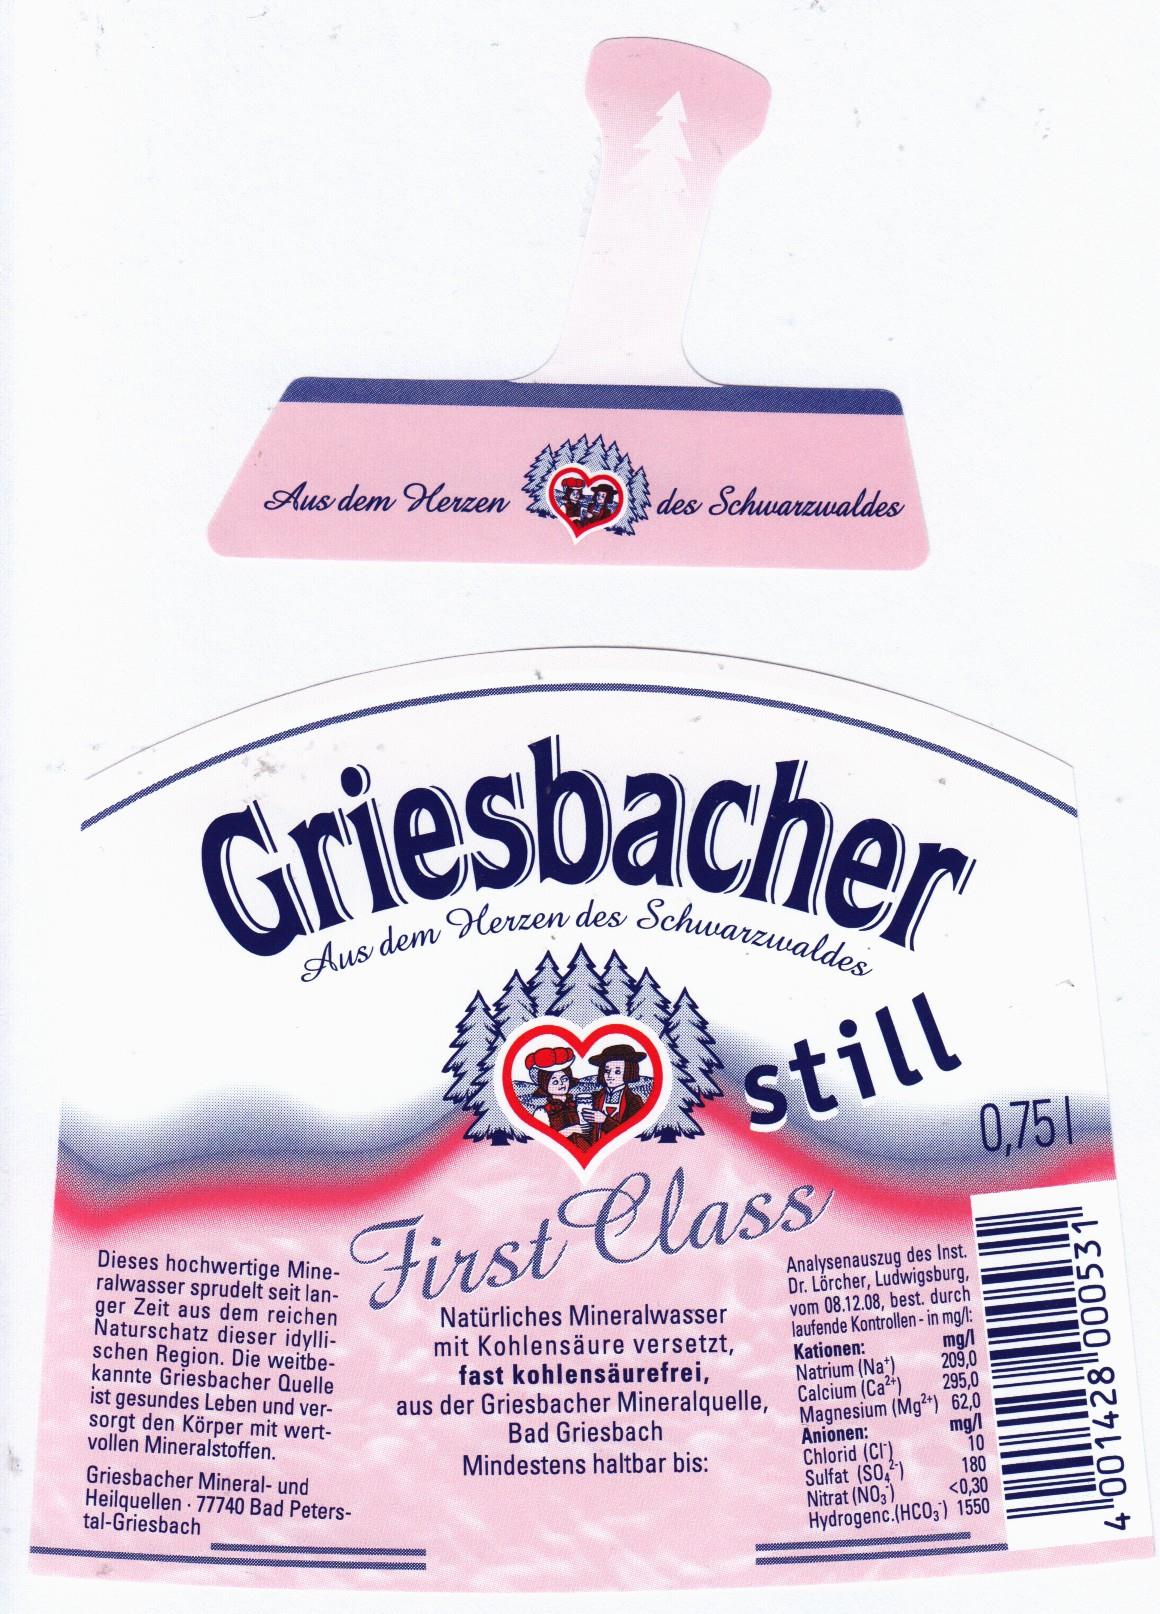 Aus dem Herzen des Schwarzwaldes
Griesbacher
Aus dem Herzen des Schwarzwaldes
still
0,75 l
First Class
Dieses hochwertige Mine-
ralwasser sprudelt seit lan-
ger Zeit aus dem reichen
Naturschatz dieser idylli-
schen Region. Die weitbe-
kannte Griesbacher Quelle
ist gesundes Leben und ver-
sorgt den Körper mit wert-
vollen Mineralstoffen.
Griesbacher Mineral- und
Heilquellen · 77740 Bad Peters-
tal-Griesbach
Natürliches Mineralwasser
mit Kohlensäure versetzt,
fast kohlensäurefrei,
aus der Griesbacher Mineralquelle,
Bad Griesbach
Mindestens haltbar bis:
Analysenauszug des Inst.
Dr. Lörcher, Ludwigsburg,
vom 08.12.08, best. durch
laufende Kontrollen - in mg/l:
Kationen: mg/l
Natrium (Na⁺) 209,0
Calcium (Ca²⁺) 295,0
Magnesium (Mg²⁺) 62,0
Anionen: mg/l
Chlorid (Cl⁻) 10
Sulfat (SO₄²⁻) 180
Nitrat (NO₃⁻) <0,30
Hydrogenc.(HCO₃⁻) 1550
4 001428 000531